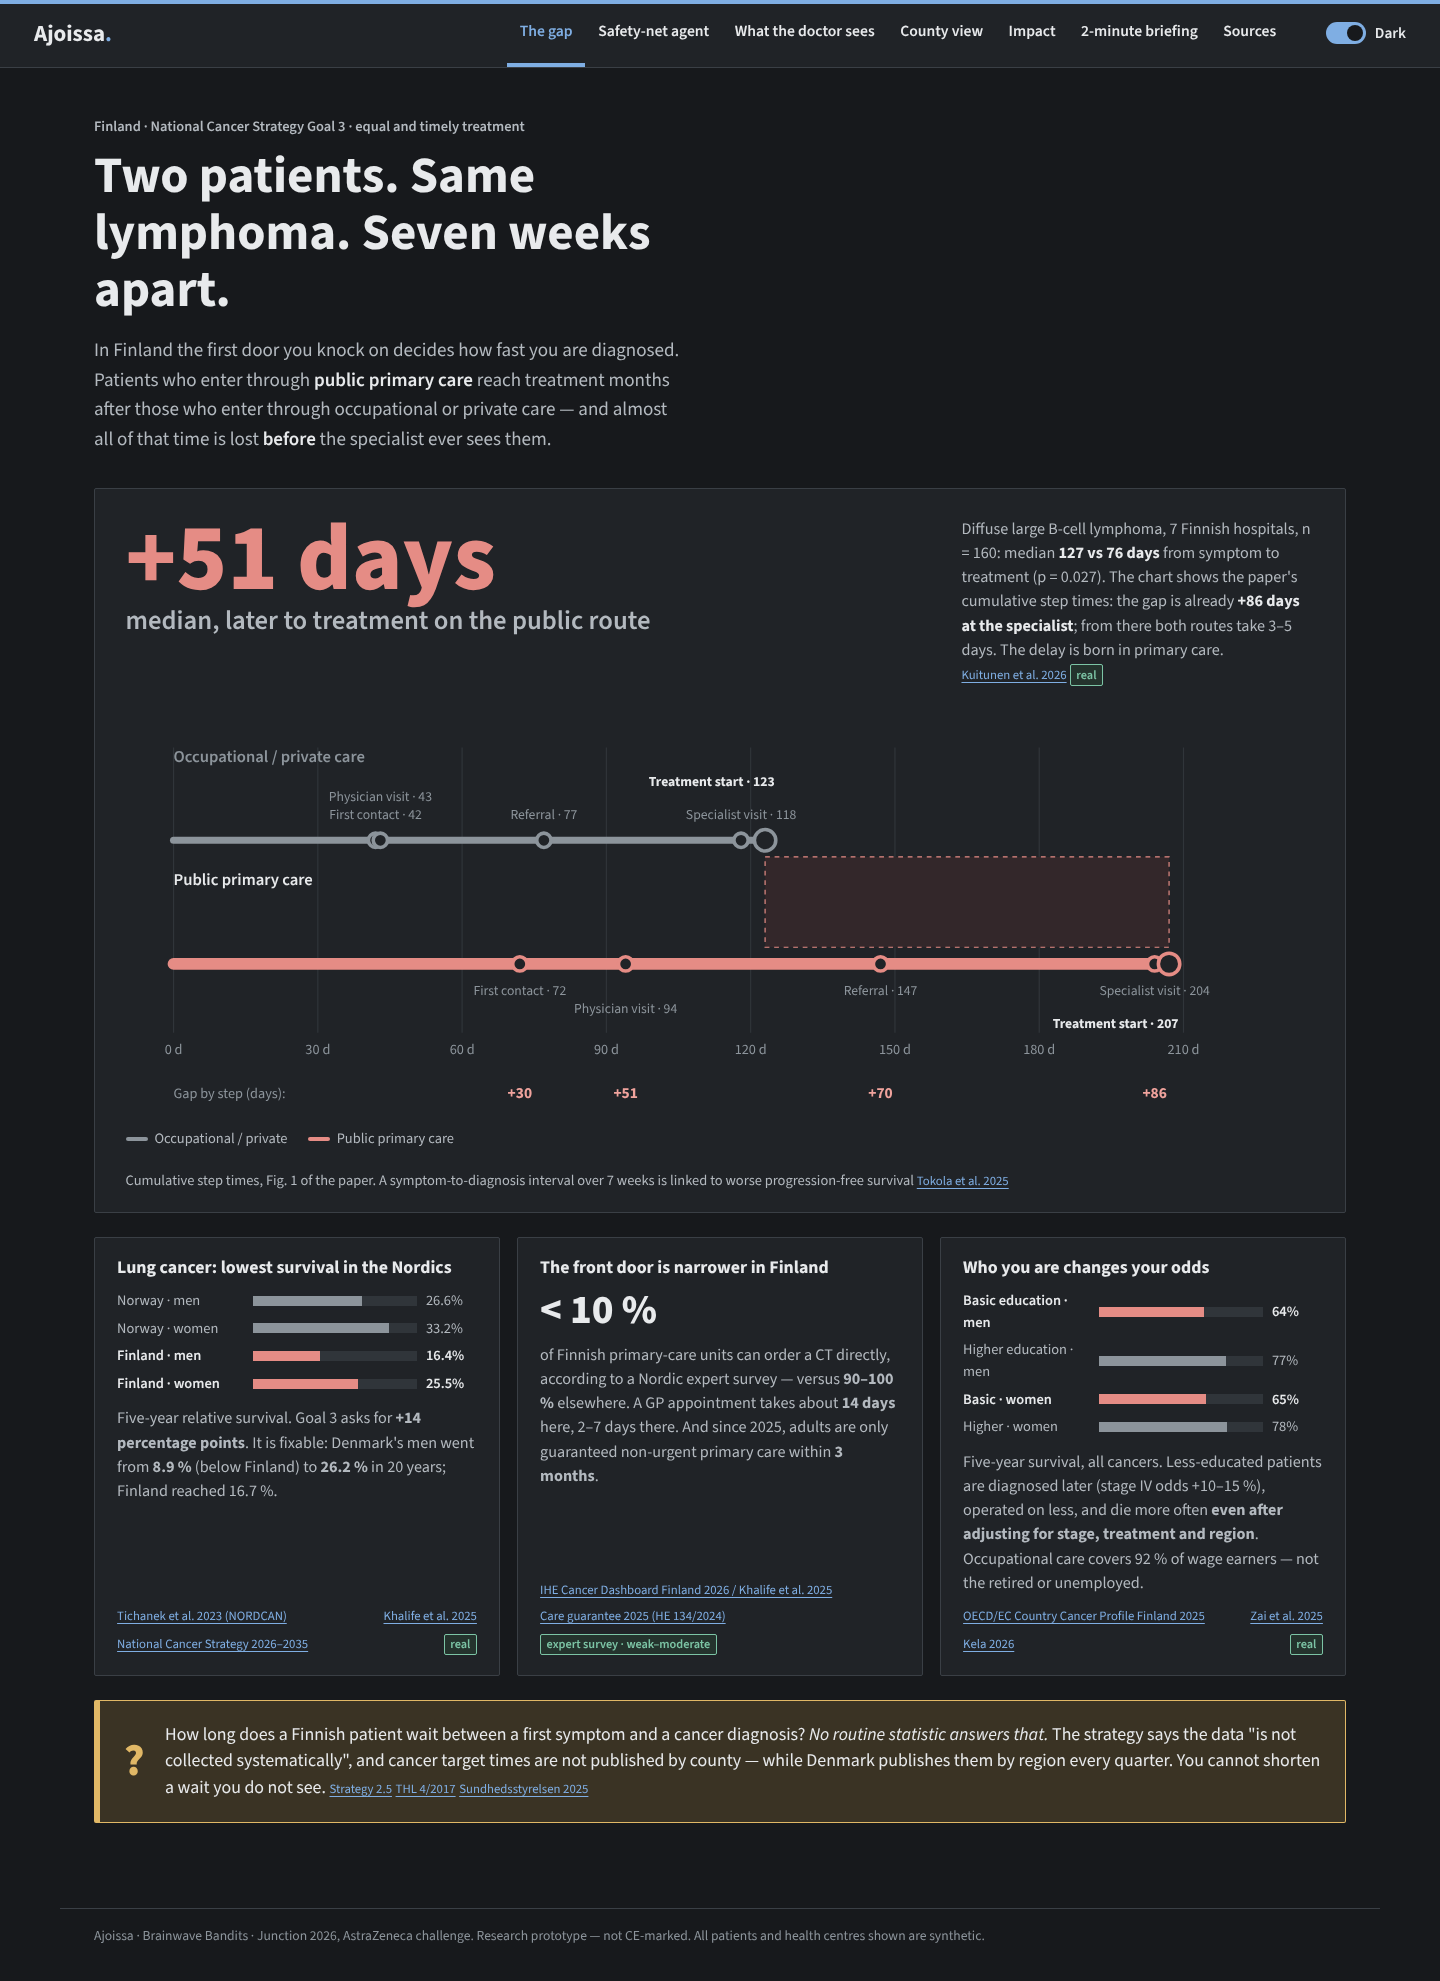 Ajoissa.
The gap
Safety-net agent
What the doctor sees
County view
Impact
2-minute briefing
Sources
Dark
Finland · National Cancer Strategy Goal 3 · equal and timely treatment
Two patients. Same
lymphoma. Seven weeks
apart.
In Finland the first door you knock on decides how fast you are diagnosed.
Patients who enter through public primary care reach treatment months
after those who enter through occupational or private care — and almost
all of that time is lost before the specialist ever sees them.
+51 days
median, later to treatment on the public route
Diffuse large B-cell lymphoma, 7 Finnish hospitals, n
= 160: median 127 vs 76 days from symptom to
treatment (p = 0.027). The chart shows the paper's
cumulative step times: the gap is already +86 days
at the specialist; from there both routes take 3–5
days. The delay is born in primary care.
Kuitunen et al. 2026 real
Occupational / private care
Treatment start · 123
Physician visit · 43
First contact · 42
Referral · 77
Specialist visit · 118
Public primary care
First contact · 72
Physician visit · 94
Referral · 147
Specialist visit · 204
Treatment start · 207
0 d
30 d
60 d
90 d
120 d
150 d
180 d
210 d
Gap by step (days):
+30
+51
+70
+86
Occupational / private
Public primary care
Cumulative step times, Fig. 1 of the paper. A symptom-to-diagnosis interval over 7 weeks is linked to worse progression-free survival Tokola et al. 2025
Lung cancer: lowest survival in the Nordics
Norway · men 26.6%
Norway · women 33.2%
Finland · men 16.4%
Finland · women 25.5%
Five-year relative survival. Goal 3 asks for +14
percentage points. It is fixable: Denmark's men went
from 8.9 % (below Finland) to 26.2 % in 20 years;
Finland reached 16.7 %.
Tichanek et al. 2023 (NORDCAN)
Khalife et al. 2025
National Cancer Strategy 2026–2035
real
The front door is narrower in Finland
< 10 %
of Finnish primary-care units can order a CT directly,
according to a Nordic expert survey — versus 90–100
% elsewhere. A GP appointment takes about 14 days
here, 2–7 days there. And since 2025, adults are only
guaranteed non-urgent primary care within 3
months.
IHE Cancer Dashboard Finland 2026 / Khalife et al. 2025
Care guarantee 2025 (HE 134/2024)
expert survey · weak–moderate
Who you are changes your odds
Basic education ·
men
64%
Higher education ·
men
77%
Basic · women 65%
Higher · women 78%
Five-year survival, all cancers. Less-educated patients
are diagnosed later (stage IV odds +10–15 %),
operated on less, and die more often even after
adjusting for stage, treatment and region.
Occupational care covers 92 % of wage earners — not
the retired or unemployed.
OECD/EC Country Cancer Profile Finland 2025
Zai et al. 2025
Kela 2026
real
?
How long does a Finnish patient wait between a first symptom and a cancer diagnosis? No routine statistic answers that. The strategy says the data "is not
collected systematically", and cancer target times are not published by county — while Denmark publishes them by region every quarter. You cannot shorten
a wait you do not see. Strategy 2.5 THL 4/2017 Sundhedsstyrelsen 2025
Ajoissa · Brainwave Bandits · Junction 2026, AstraZeneca challenge. Research prototype — not CE-marked. All patients and health centres shown are synthetic.